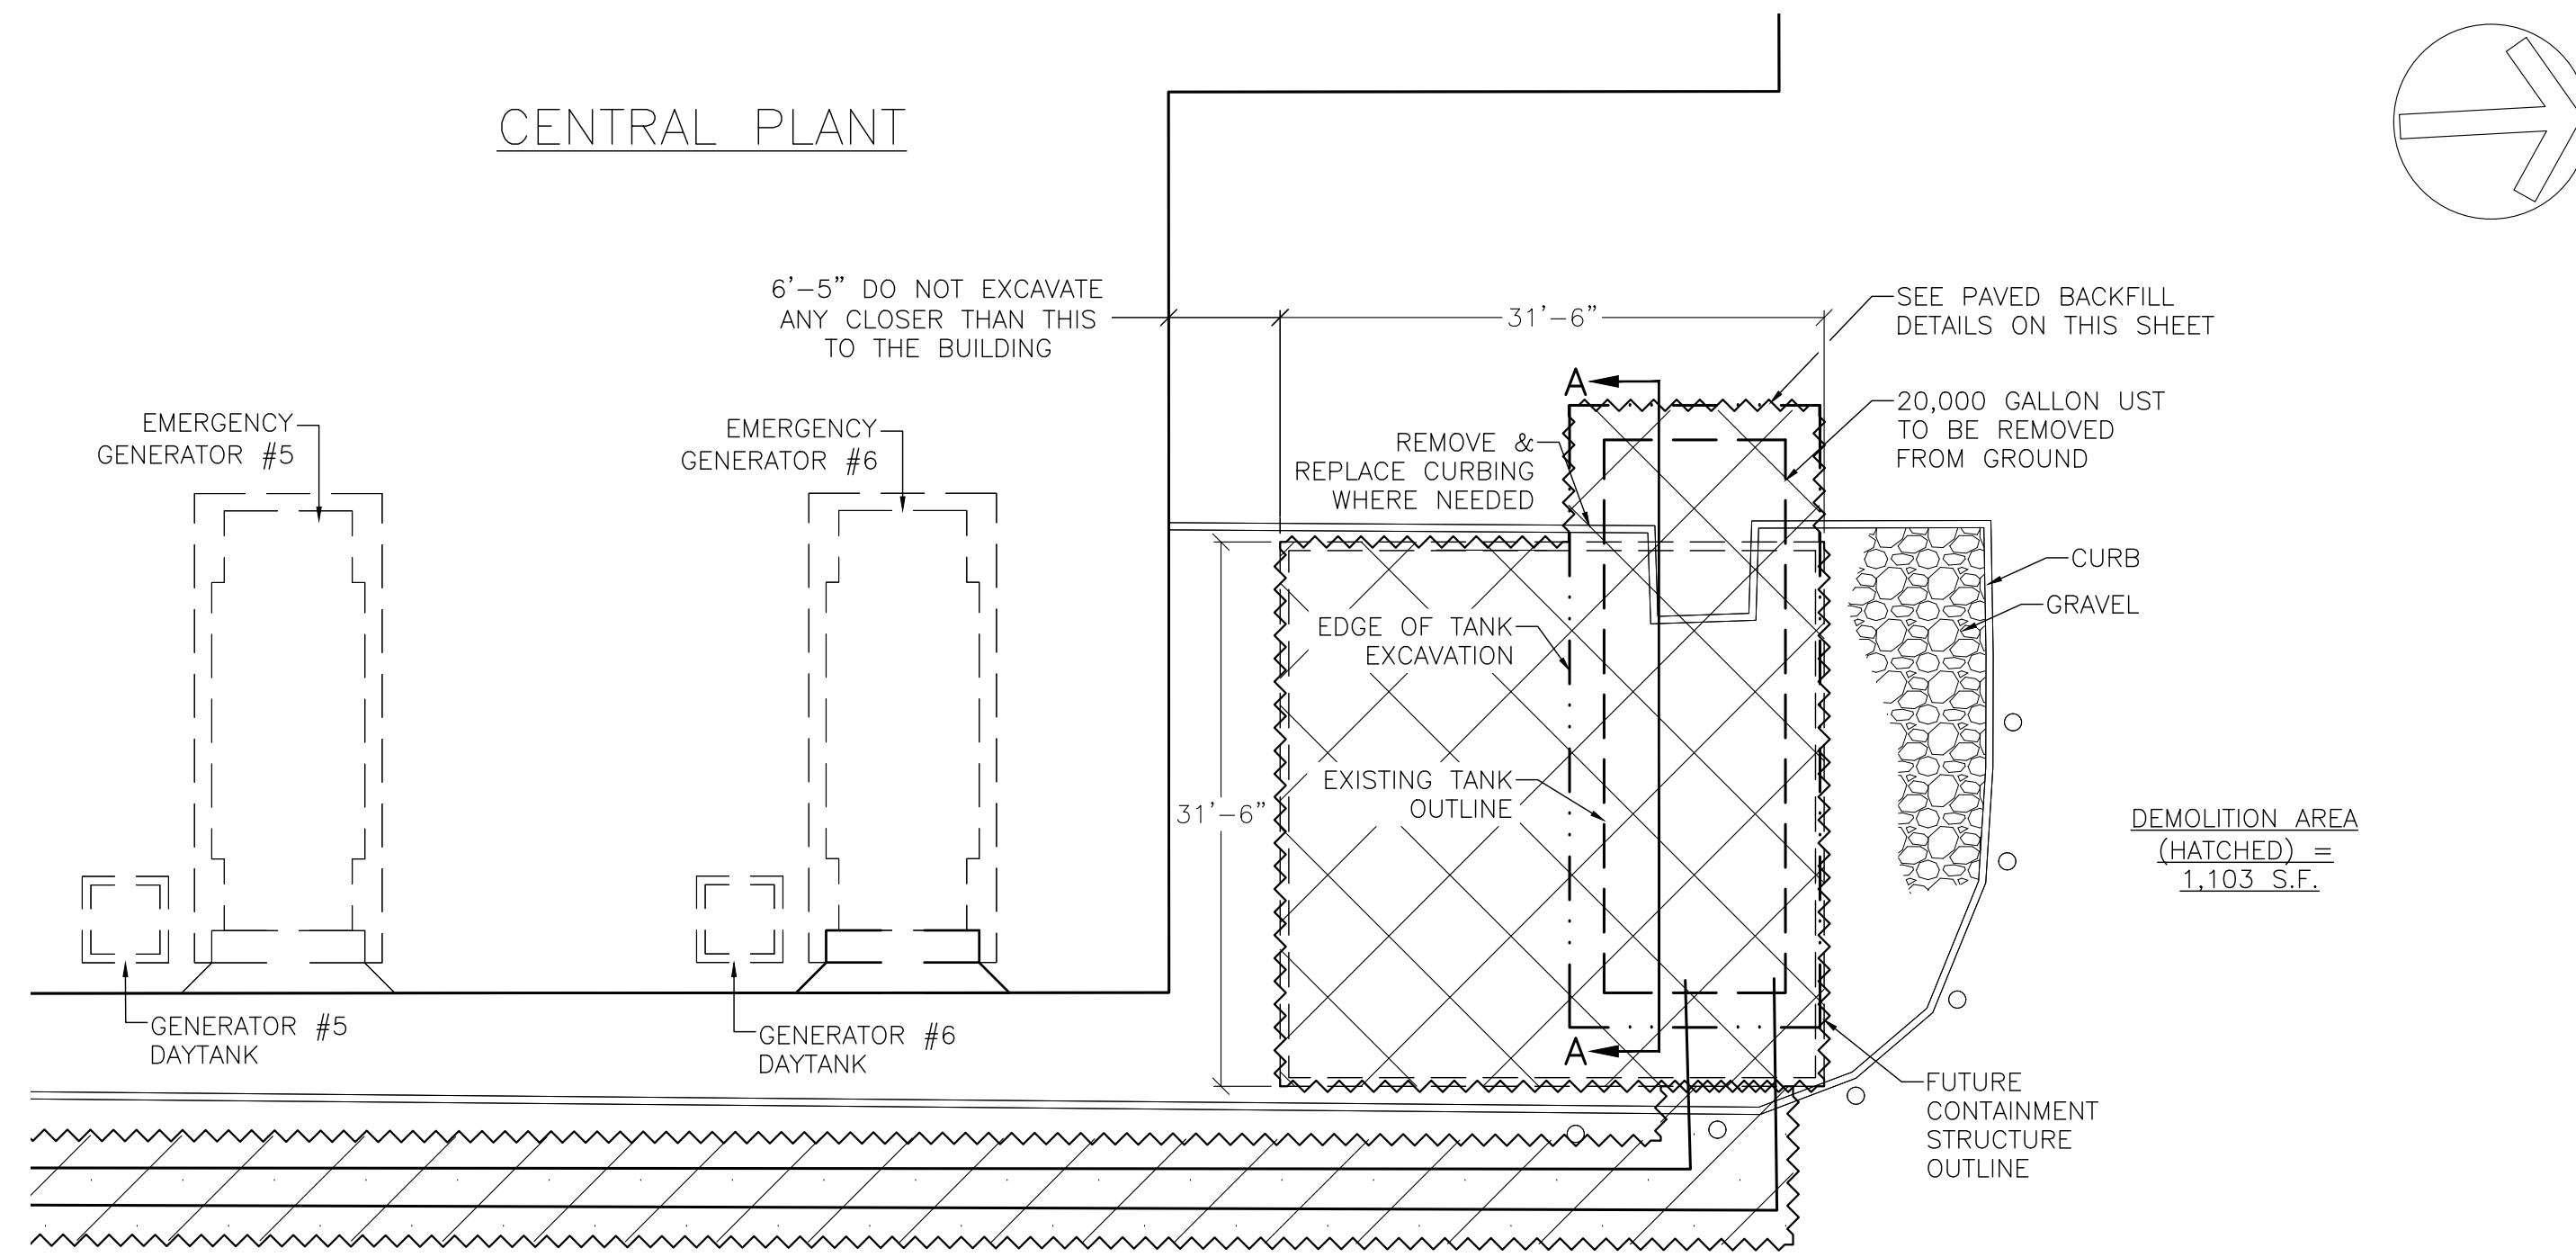 CENTRAL PLANT
6'-5" DO NOT EXCAVATE
ANY CLOSER THAN THIS
TO THE BUILDING
31'-6"
SEE PAVED BACKFILL
DETAILS ON THIS SHEET
A
20,000 GALLON UST
TO BE REMOVED
FROM GROUND
EMERGENCY
GENERATOR #5
EMERGENCY
GENERATOR #6
REMOVE &
REPLACE CURBING
WHERE NEEDED
CURB
GRAVEL
EDGE OF TANK
EXCAVATION
EXISTING TANK
OUTLINE
31'-6"
DEMOLITION AREA
(HATCHED) =
1,103 S.F.
GENERATOR #5
DAYTANK
GENERATOR #6
DAYTANK
A
FUTURE
CONTAINMENT
STRUCTURE
OUTLINE